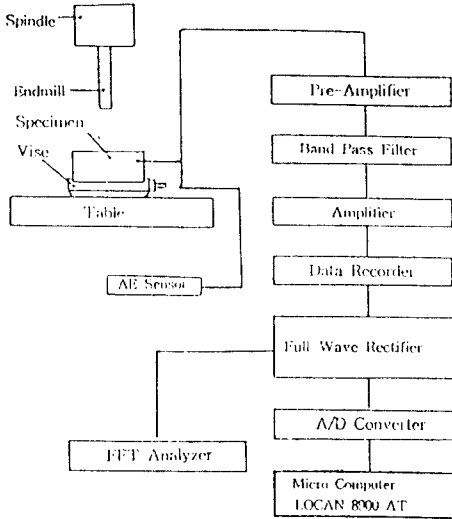 Spindle
Endmill
Specimen
Vise
Table
AE Sensor
Pre-Amplifier
Band Pass Filter
Amplifier
Data Recorder
Full Wave Rectifier
A/D Converter
FFT Analyzer
Micro Computer
LOCAN 8900 AT